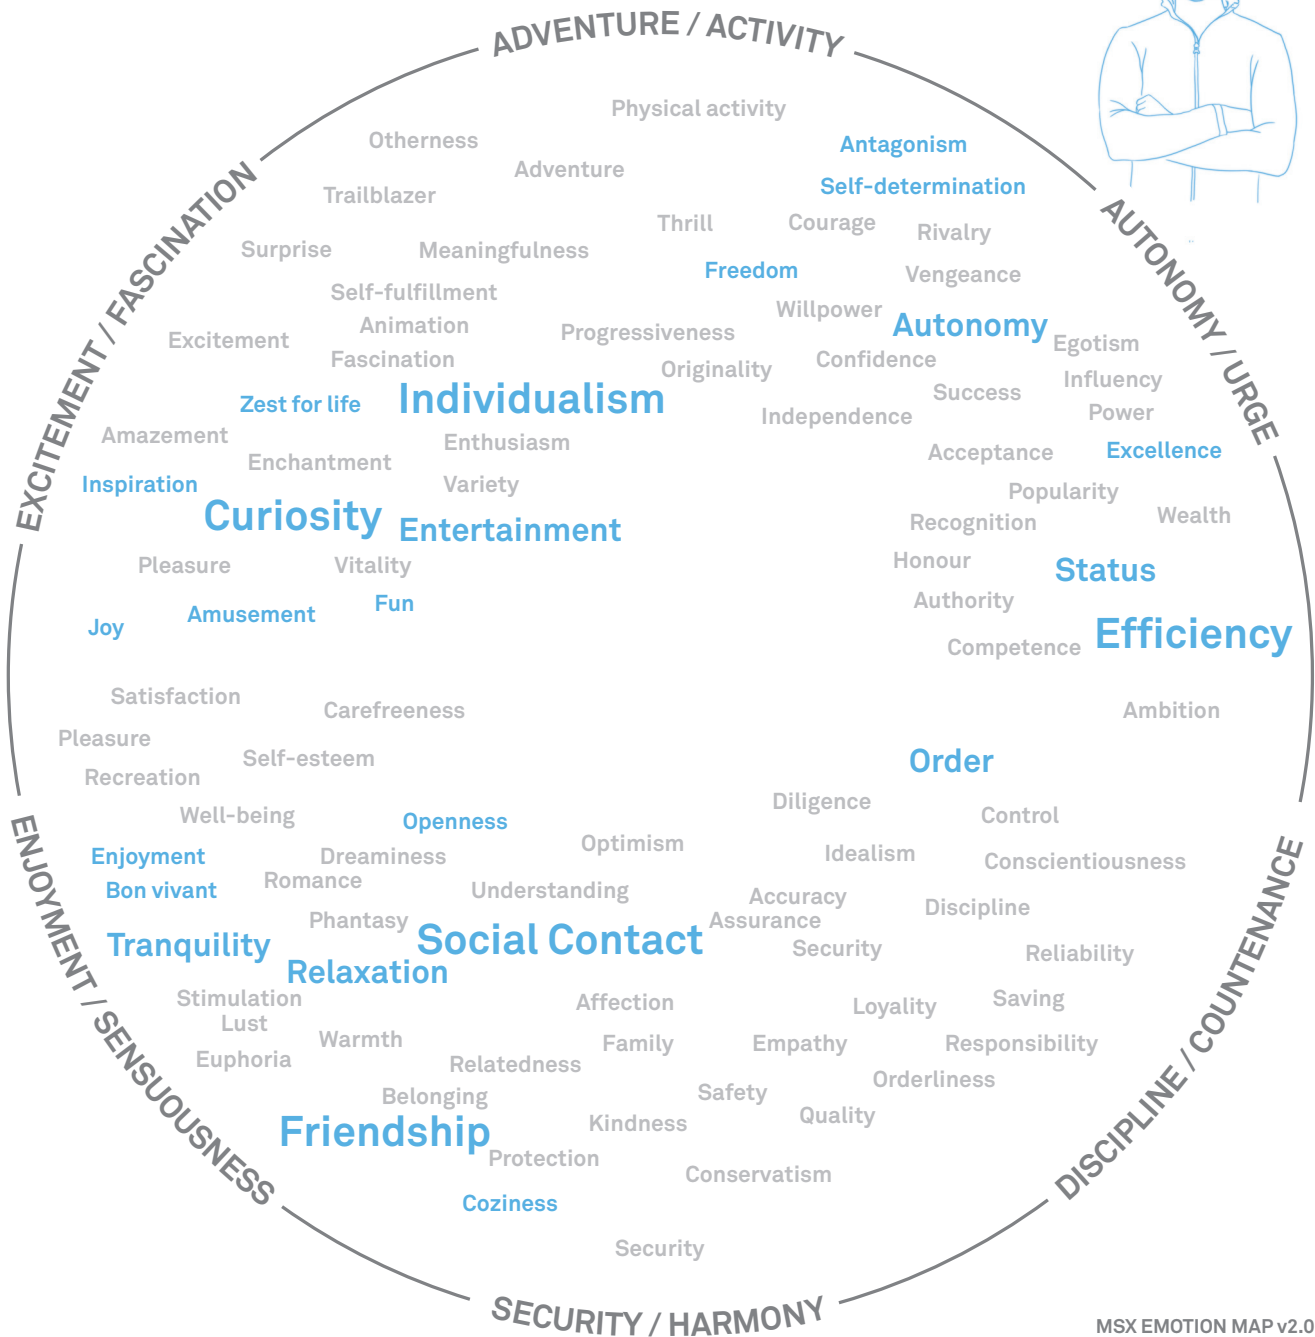 ADVENTURE / ACTIVITY
Physical activity
Otherness
Antagonism
Adventure
Self-determination
Trailblazer
Thrill
Courage
Rivalry
Surprise
Meaningfulness
Freedom
Vengeance
Self-fulfillment
Willpower
Animation
Progressiveness
Autonomy
Excitement
Egotism
Fascination
Originality
Confidence
Influency
Success
Zest for life
Individualism
Independence
Power
Amazement
Enthusiasm
Enchantment
Acceptance
Excellence
Inspiration
Variety
Popularity
Curiosity
Entertainment
Recognition
Wealth
Pleasure
Vitality
Honour
Status
Fun
Authority
Amusement
Joy
Competence
Efficiency
Satisfaction
Carefreeness
Ambition
Pleasure
Self-esteem
Order
Recreation
Diligence
Well-being
Openness
Control
Optimism
Enjoyment
Dreaminess
Idealism
Conscientiousness
Bon vivant
Romance
Understanding
Accuracy
Phantasy
Assurance
Discipline
Tranquility
Social Contact
Security
Reliability
Relaxation
Stimulation
Affection
Loyality
Saving
Lust
Warmth
Family
Empathy
Responsibility
Euphoria
Relatedness
Orderliness
Belonging
Safety
Friendship
Kindness
Quality
Protection
Conservatism
Coziness
Security
EXCITEMENT / FASCINATION
AUTONOMY / URGE
ENJOYMENT / SENSUOUSNESS
DISCIPLINE / COUNTENANCE
SECURITY / HARMONY
MSX EMOTION MAP v2.0